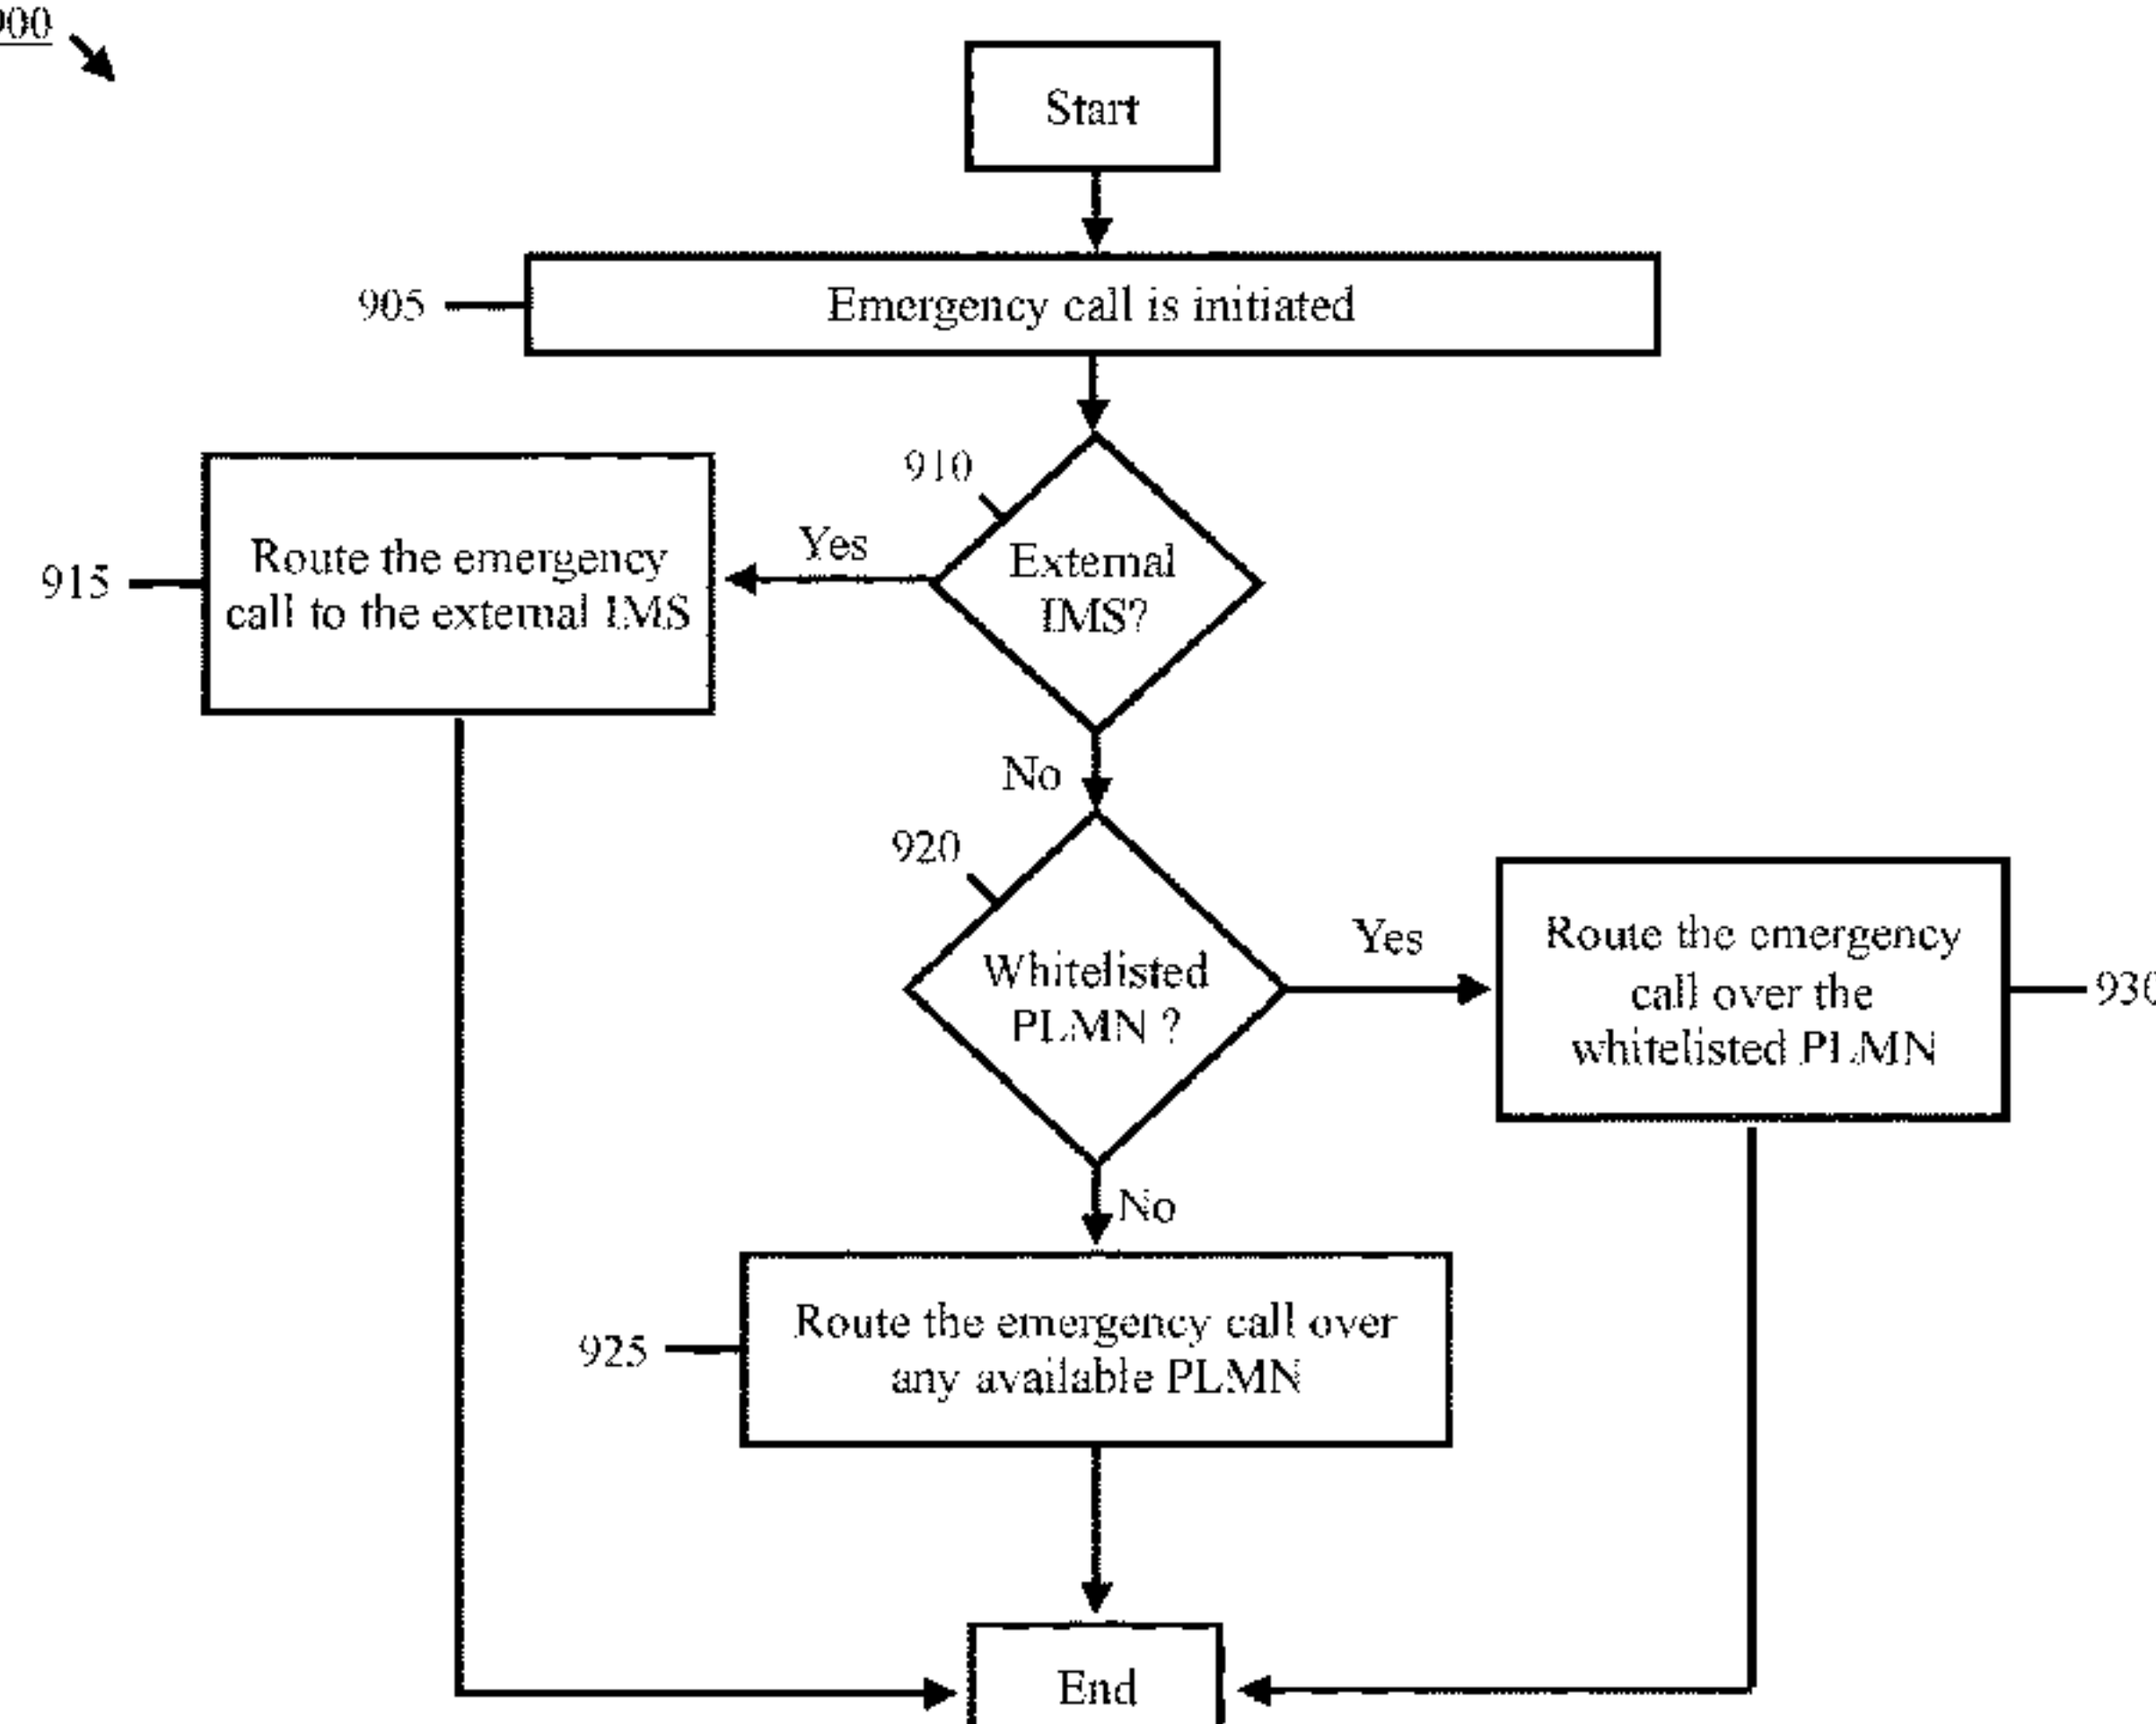 900
Start
905
Emergency call is initiated
910
External
IMS?
Yes
915
Route the emergency
call to the external IMS
No
920
Whitelisted
PLMN ?
Yes
Route the emergency
call over the
whitelisted PLMN
930
No
925
Route the emergency call over
any available PLMN
End